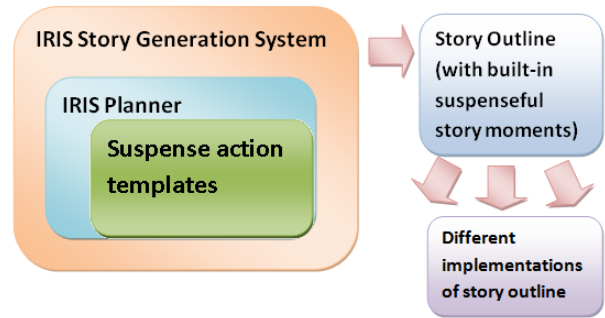 IRIS Story Generation System
IRIS Planner
Suspense action
templates
Story Outline
(with built-in
suspenseful
story moments)
Different
implementations
of story outline